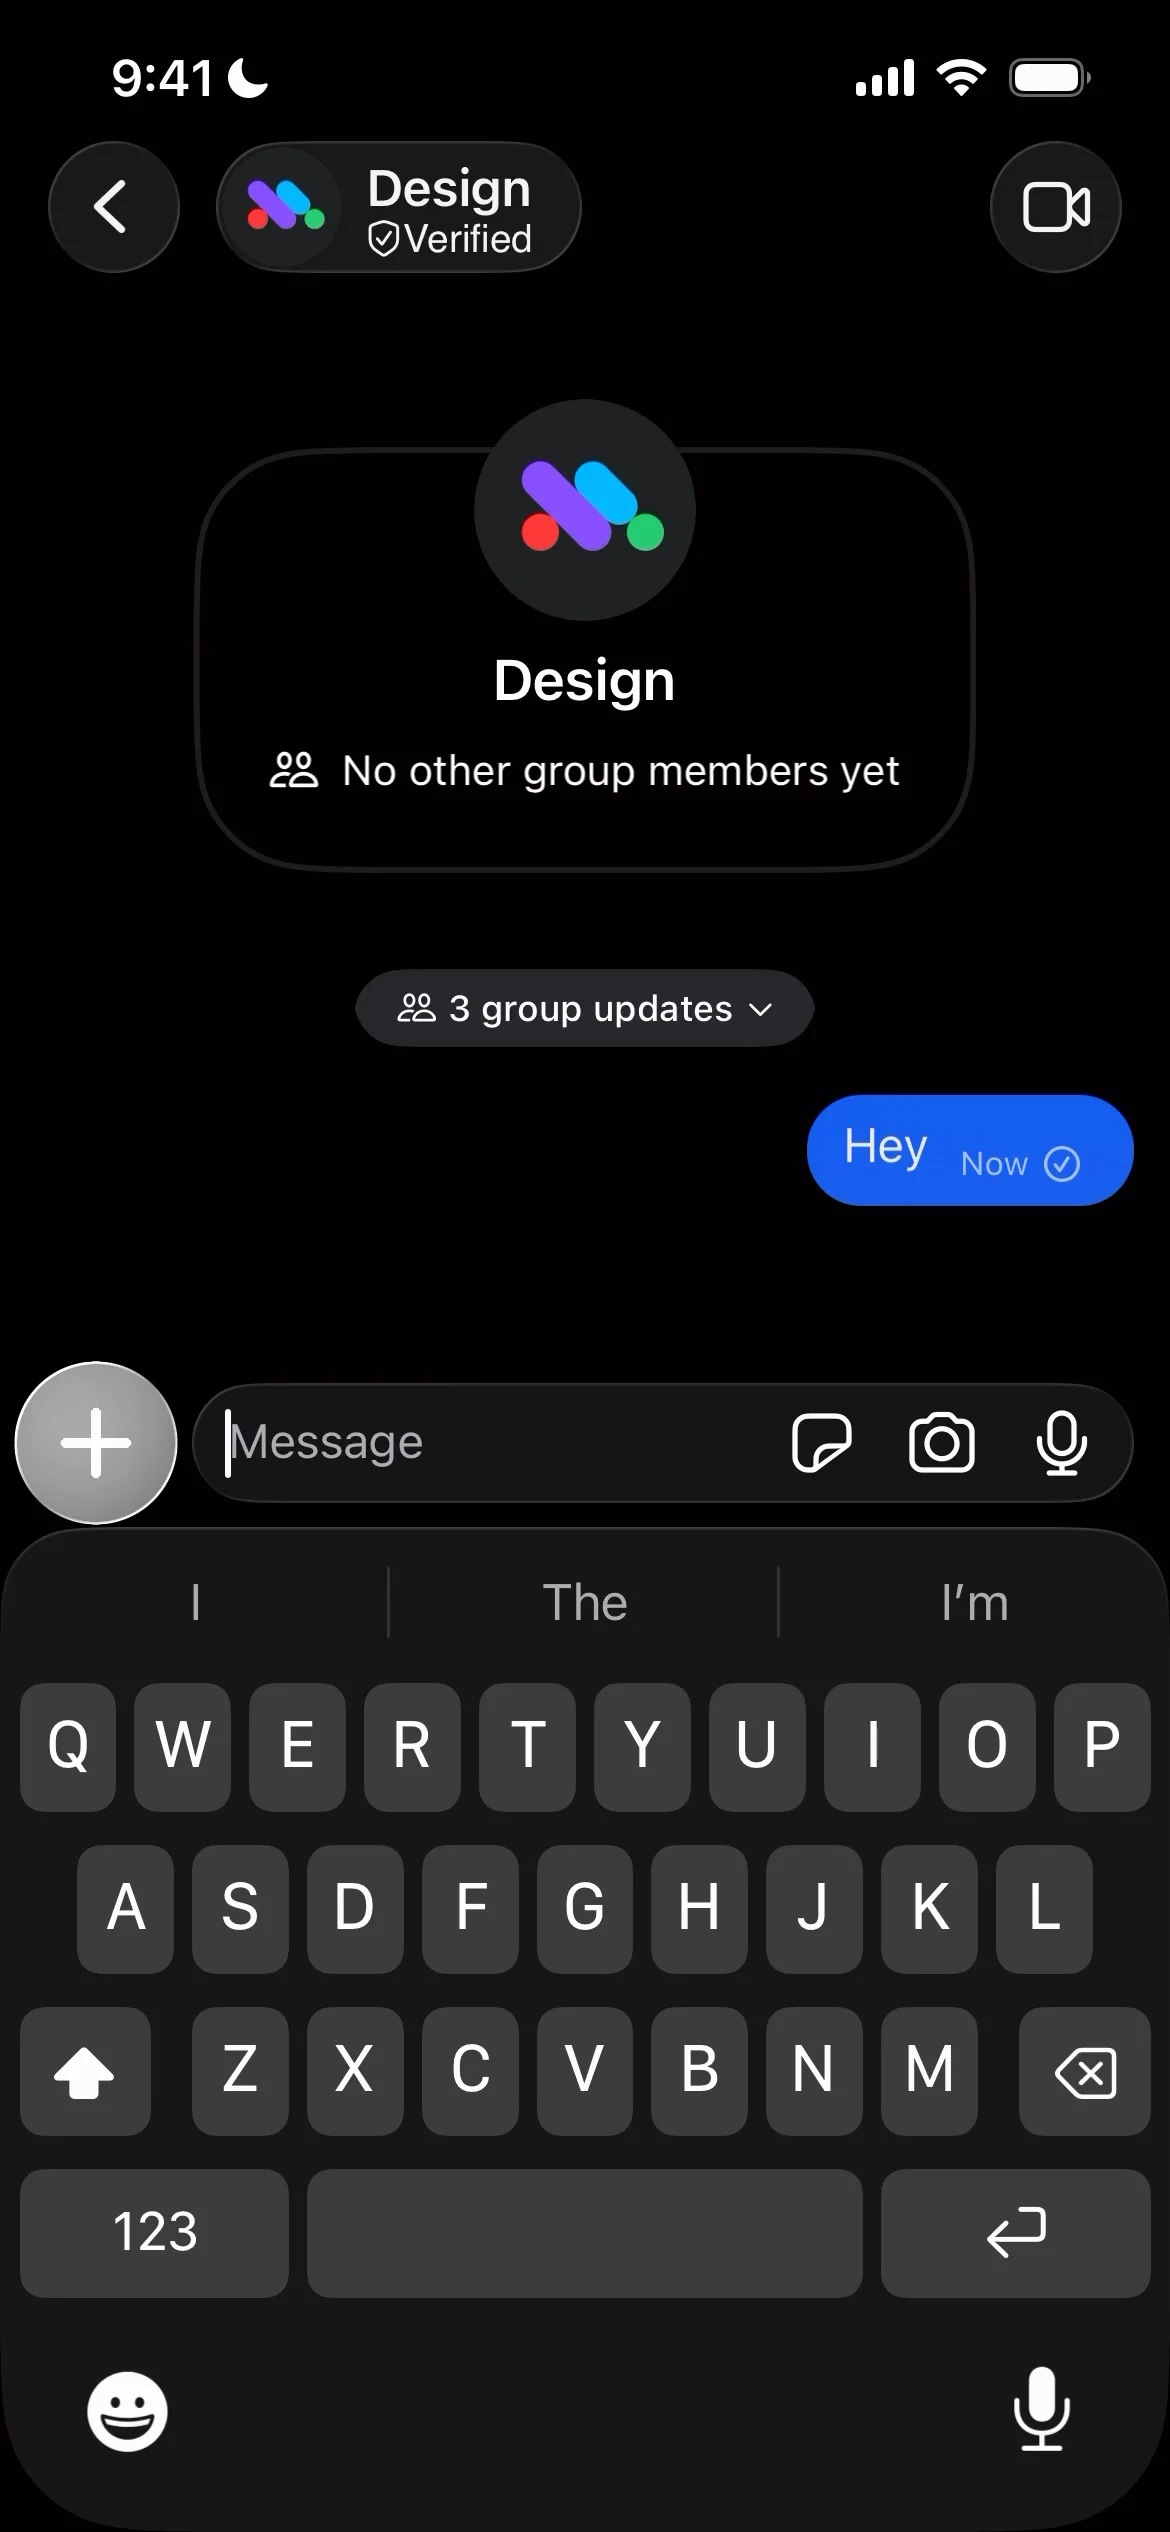 9:41
Design
Verified
Design
No other group members yet
3 group updates
Hey Now
Message
I The I’m
Q W E R T Y U I O P
A S D F G H J K L
Z X C V B N M
123